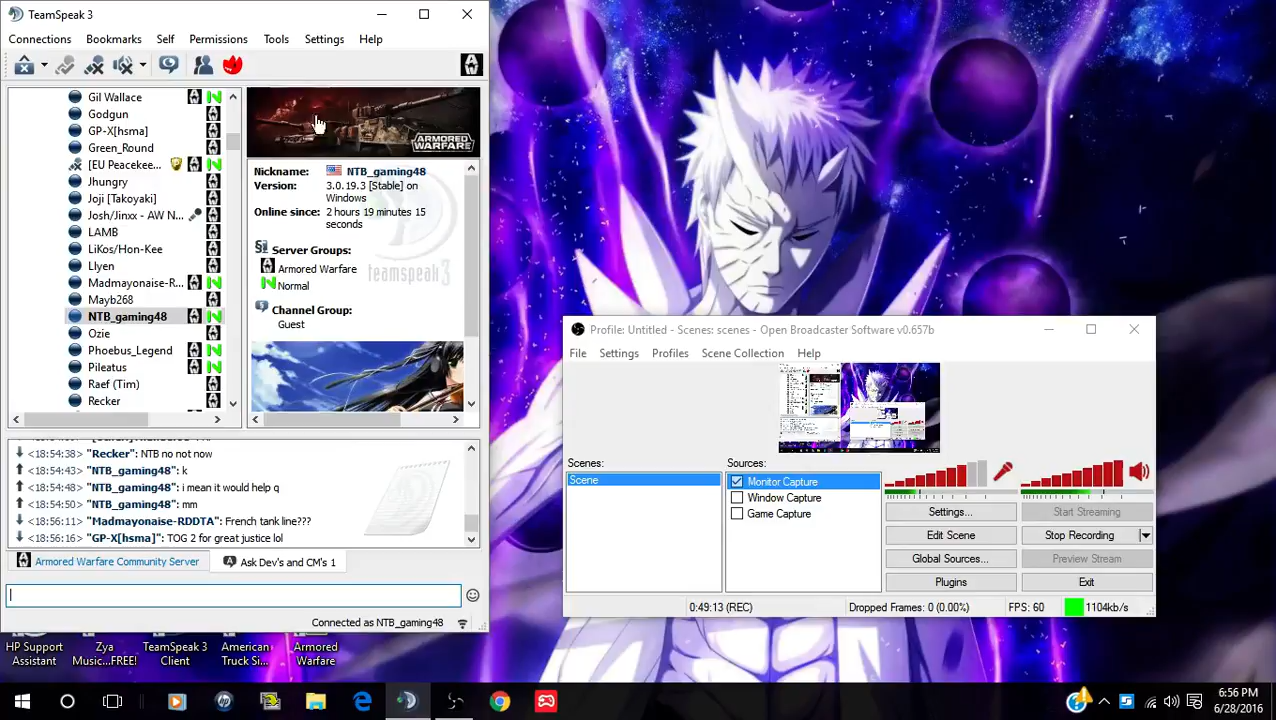 TeamSpeak 3
Connections Bookmarks Self Permissions Tools Settings Help
Gil Wallace
Godgun
GP-X[hsma]
Green_Round
[EU Peacekee...
Jhungry
Joji [Takoyaki]
Josh/Jinxx - AW N...
LAMB
LiKos/Hon-Kee
Llyen
Madmayonaise-R...
Mayb268
NTB_gaming48
Ozie
Phoebus_Legend
Pileatus
Raef (Tim)
Recker
ARMORED
WARFARE
Nickname: NTB_gaming48
Version: 3.0.19.3 [Stable] on
Windows
Online since: 2 hours 19 minutes 15
seconds
Server Groups:
Armored Warfare
Normal
Channel Group:
Guest
teamspeak3
"Recker": NTB no not now
<18:54:43> "NTB_gaming48": k
<18:54:48> "NTB_gaming48": i mean it would help q
<18:54:50> "NTB_gaming48": mm
<18:56:11> "Madmayonaise-RDDTA": French tank line???
<18:56:16> "GP-X[hsma]": TOG 2 for great justice lol
Armored Warfare Community Server
Ask Dev's and CM's 1
Connected as NTB_gaming48
Profile: Untitled - Scenes: scenes - Open Broadcaster Software v0.657b
File Settings Profiles Scene Collection Help
Scenes:
Scene
Sources:
Monitor Capture
Window Capture
Game Capture
Settings...
Start Streaming
Edit Scene
Stop Recording
Global Sources...
Preview Stream
Plugins
Exit
0:49:13 (REC)
Dropped Frames: 0 (0.00%)
FPS: 60
1104kb/s
HP Support
Assistant
Zya
Music...FREE!
TeamSpeak 3
Client
American
Truck Si...
Armored
Warfare
6:56 PM
6/28/2016